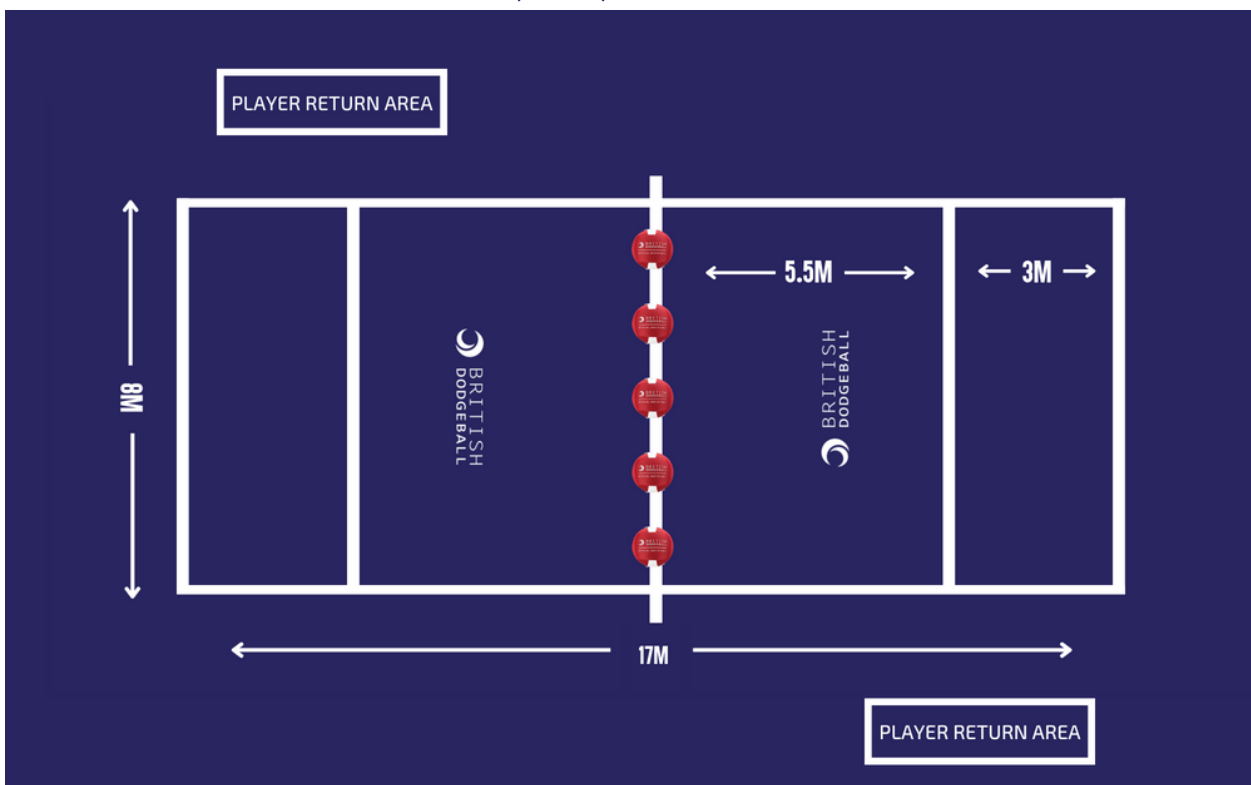 PLAYER RETURN AREA
5.5M
3M
8M
BRITISH
DODGEBALL
BRITISH
DODGEBALL
17M
PLAYER RETURN AREA